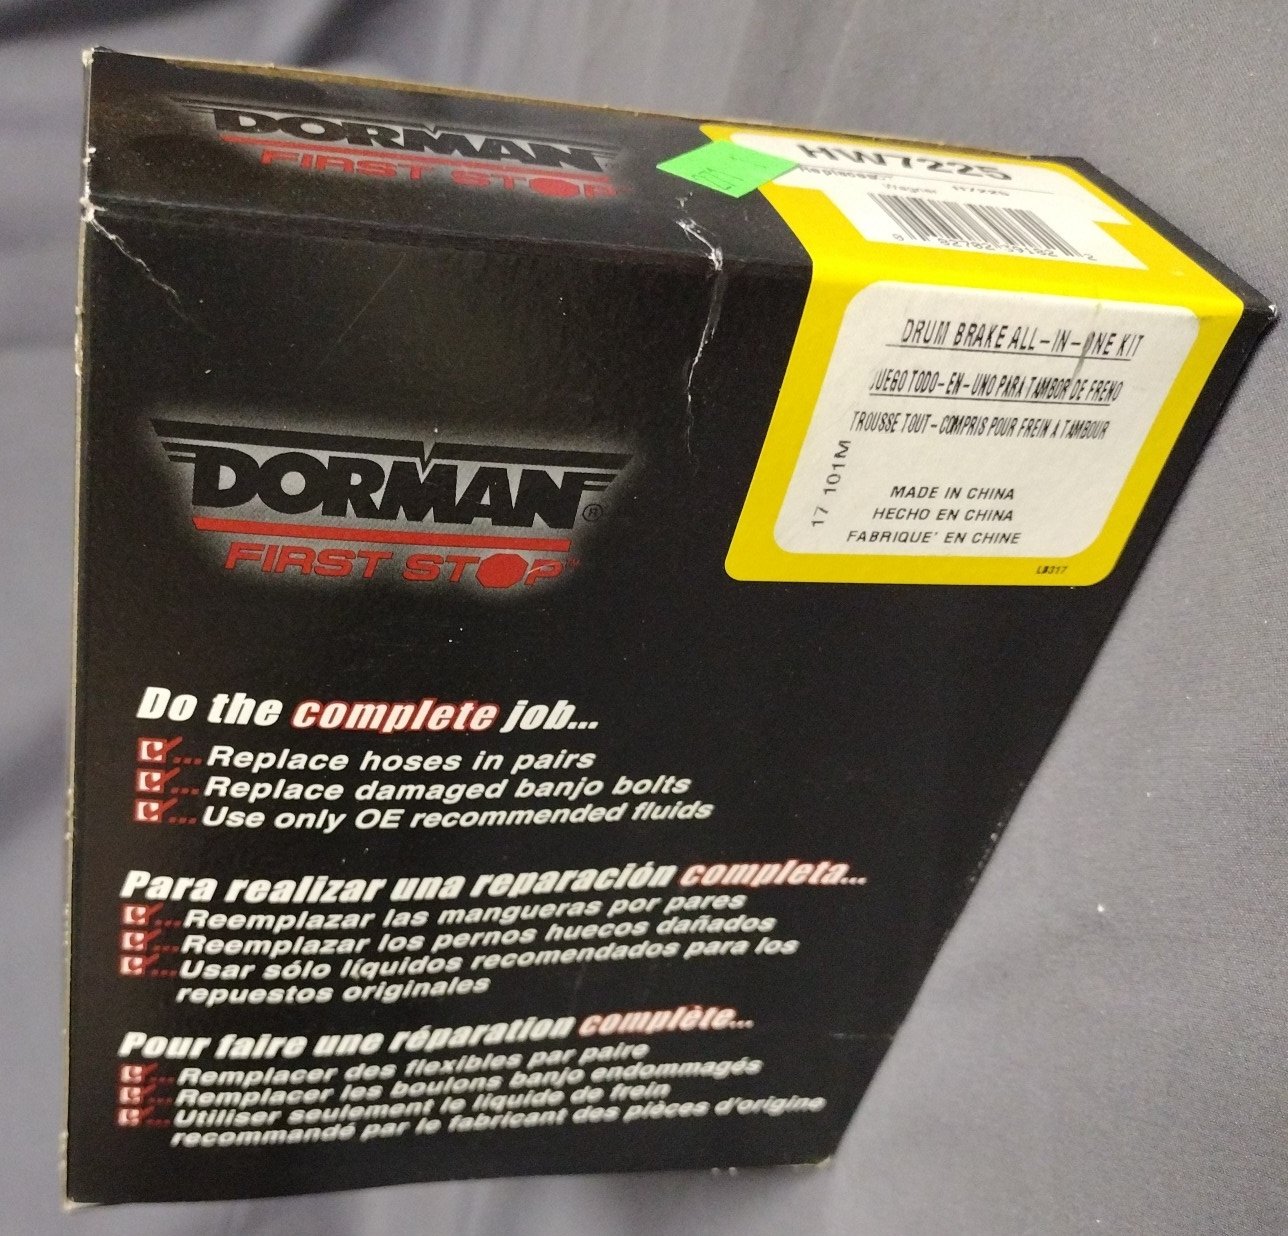 DORMAN
FIRST STOP
HW7225
Replaces:
Wagner H7225
DRUM BRAKE ALL-IN-ONE KIT
JUEGO TODO-EN-UNO PARA TAMBOR DE FRENO
TROUSSE TOUT-COMPRIS POUR FREIN A TAMBOUR
17 101M
MADE IN CHINA
HECHO EN CHINA
FABRIQUE' EN CHINE
DORMAN®
FIRST STOP™
Do the complete job...
...Replace hoses in pairs
...Replace damaged banjo bolts
...Use only OE recommended fluids
Para realizar una reparación completa...
...Reemplazar las mangueras por pares
...Reemplazar los pernos huecos dañados
...Usar sólo líquidos recomendados para los
repuestos originales
Pour faire une réparation complète...
...Remplacer des flexibles par paire
...Remplacer les boulons banjo endommagés
...Utiliser seulement le liquide de frein
recommandé par le fabricant des pièces d'origine